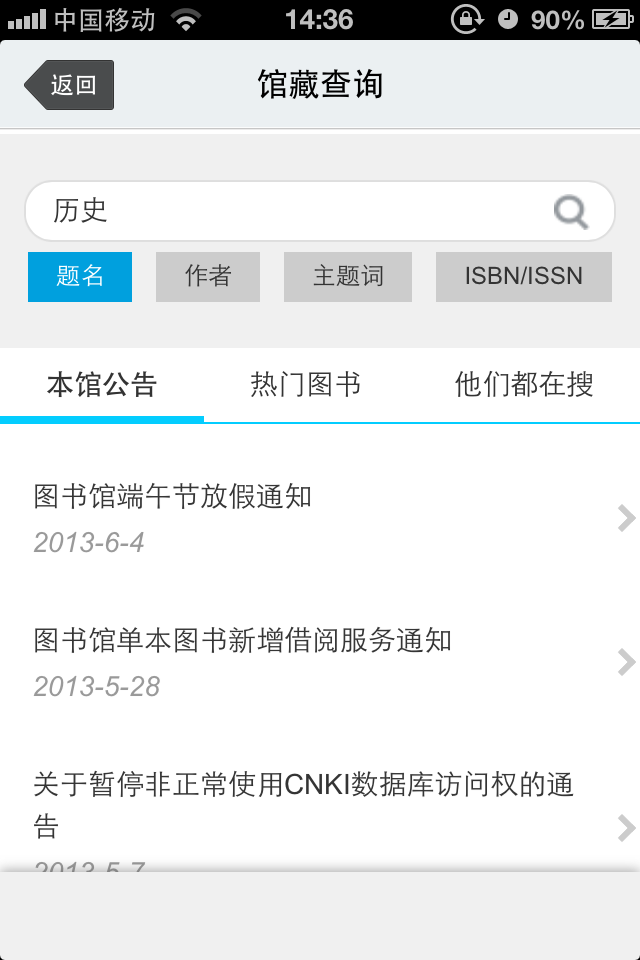 中国移动 14:36 90%
返回 馆藏查询
历史
题名 作者 主题词 ISBN/ISSN
本馆公告 热门图书 他们都在搜
图书馆端午节放假通知
2013-6-4
图书馆单本图书新增借阅服务通知
2013-5-28
关于暂停非正常使用CNKI数据库访问权的通
告
2013-5-7